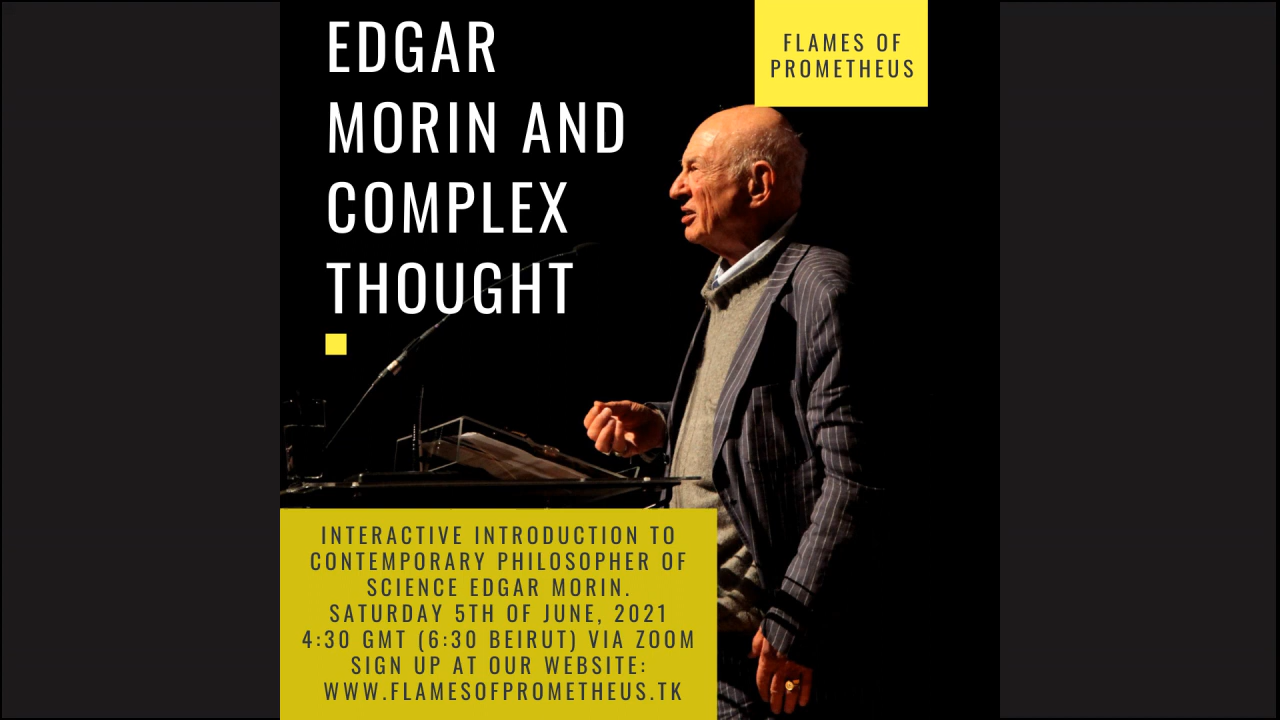 EDGAR
MORIN AND
COMPLEX
THOUGHT
FLAMES OF
PROMETHEUS
INTERACTIVE INTRODUCTION TO
CONTEMPORARY PHILOSOPHER OF
SCIENCE EDGAR MORIN.
SATURDAY 5TH OF JUNE, 2021
4:30 GMT (6:30 BEIRUT) VIA ZOOM
SIGN UP AT OUR WEBSITE:
WWW.FLAMESOFPROMETHEUS.TK